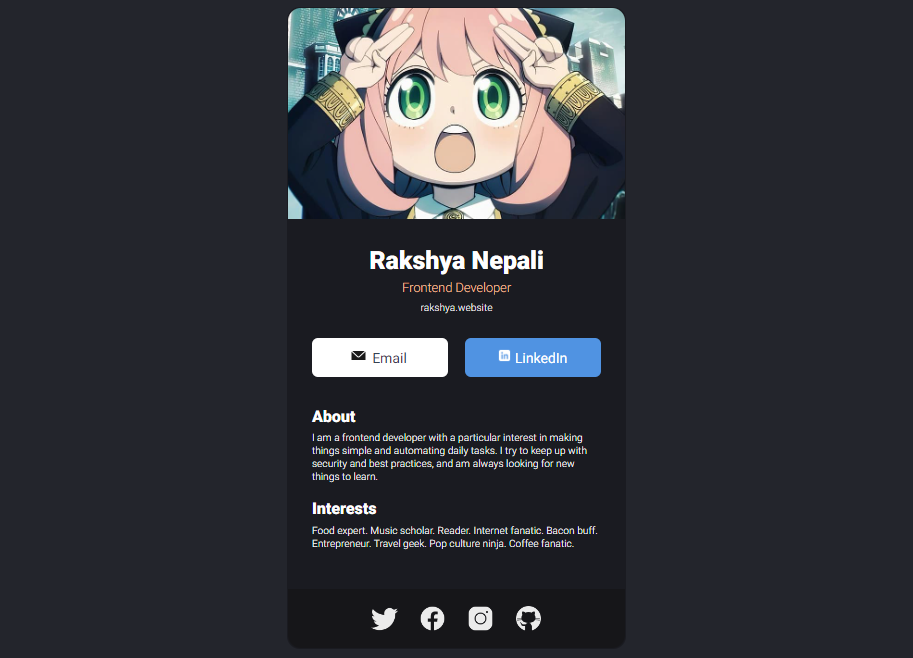 Rakshya Nepali
Frontend Developer
rakshya.website
Email
LinkedIn
About
I am a frontend developer with a particular interest in making
things simple and automating daily tasks. I try to keep up with
security and best practices, and am always looking for new
things to learn.
Interests
Food expert. Music scholar. Reader. Internet fanatic. Bacon buff.
Entrepreneur. Travel geek. Pop culture ninja. Coffee fanatic.